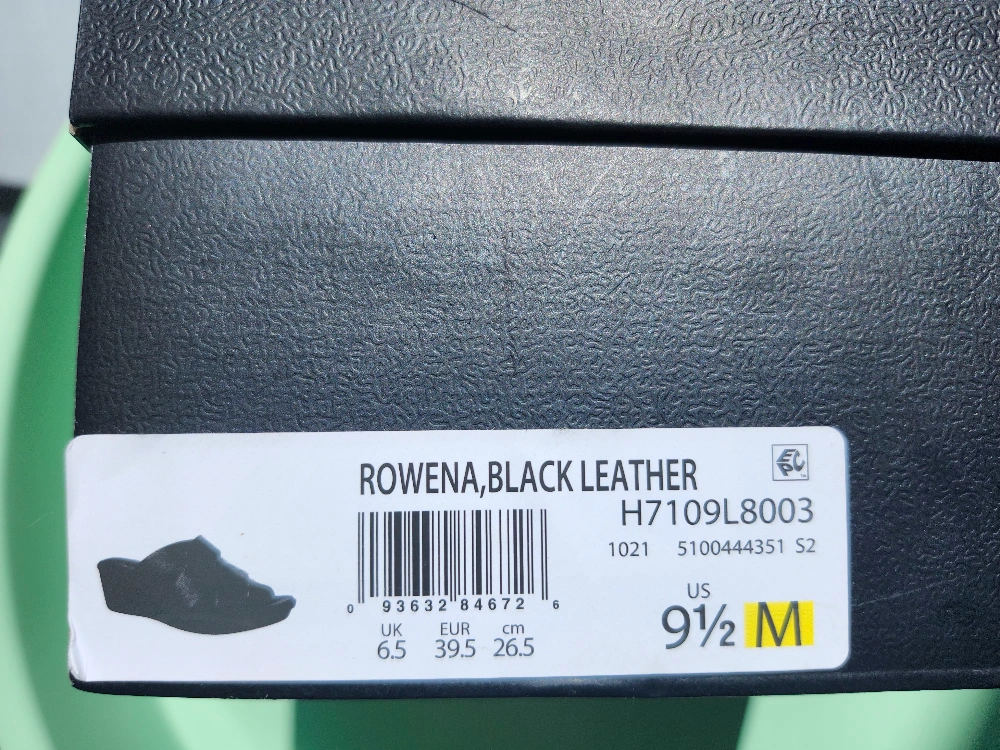 ROWENA,BLACK LEATHER
EPC
H7109L8003
1021 5100444351 S2
0 93632 84672 6
US
9½ M
UK EUR cm
6.5 39.5 26.5